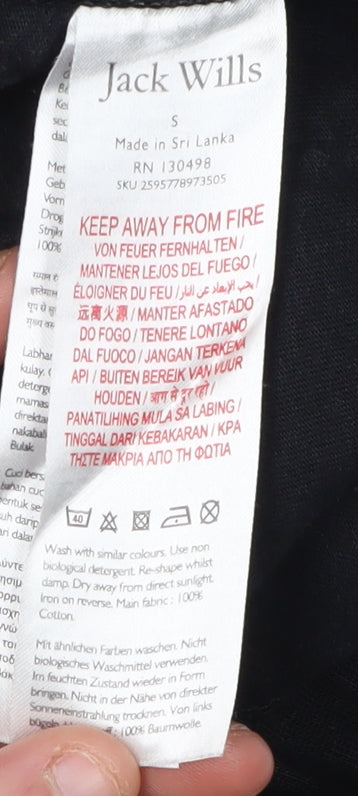 Jack Wills
S
Made in Sri Lanka
RN 130498
SKU 2595778973505
KEEP AWAY FROM FIRE
VON FEUER FERNHALTEN /
MANTENER LEJOS DEL FUEGO /
ÉLOIGNER DU FEU / يجب الإبعاد عن النار /
远离火源 / MANTER AFASTADO
DO FOGO / TENERE LONTANO
DAL FUOCO / JANGAN TERKENA
API / BUITEN BEREIK VAN VUUR
HOUDEN / आग से दूर रहो /
PANATILIHING MULA SA LABING /
TINGGAL DARI KEBAKARAN / ΚΡΑ
ΤΗΣΤΕ ΜΑΚΡΙΑ ΑΠΟ ΤΗ ΦΩΤΙΑ
40
Wash with similar colours. Use non
biological detergent. Re-shape whilst
damp. Dry away from direct sunlight.
Iron on reverse. Main fabric : 100%
Cotton.
Mit ähnlichen Farben waschen. Nicht
biologisches Waschmittel verwenden.
Im feuchten Zustand wieder in Form
bringen. Nicht in der Nähe von direkter
Sonneneinstrahlung trocknen. Von links
: 100% Baumwolle.